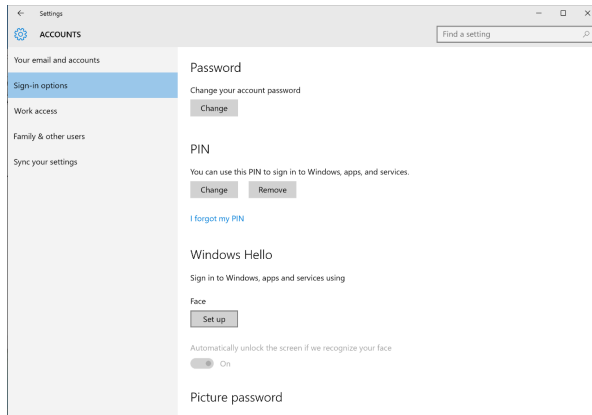 Settings
ACCOUNTS
Find a setting
Your email and accounts
Sign-in options
Work access
Family & other users
Sync your settings
Password
Change your account password
Change
PIN
You can use this PIN to sign in to Windows, apps, and services.
Change Remove
I forgot my PIN
Windows Hello
Sign in to Windows, apps and services using
Face
Set up
Automatically unlock the screen if we recognize your face
On
Picture password